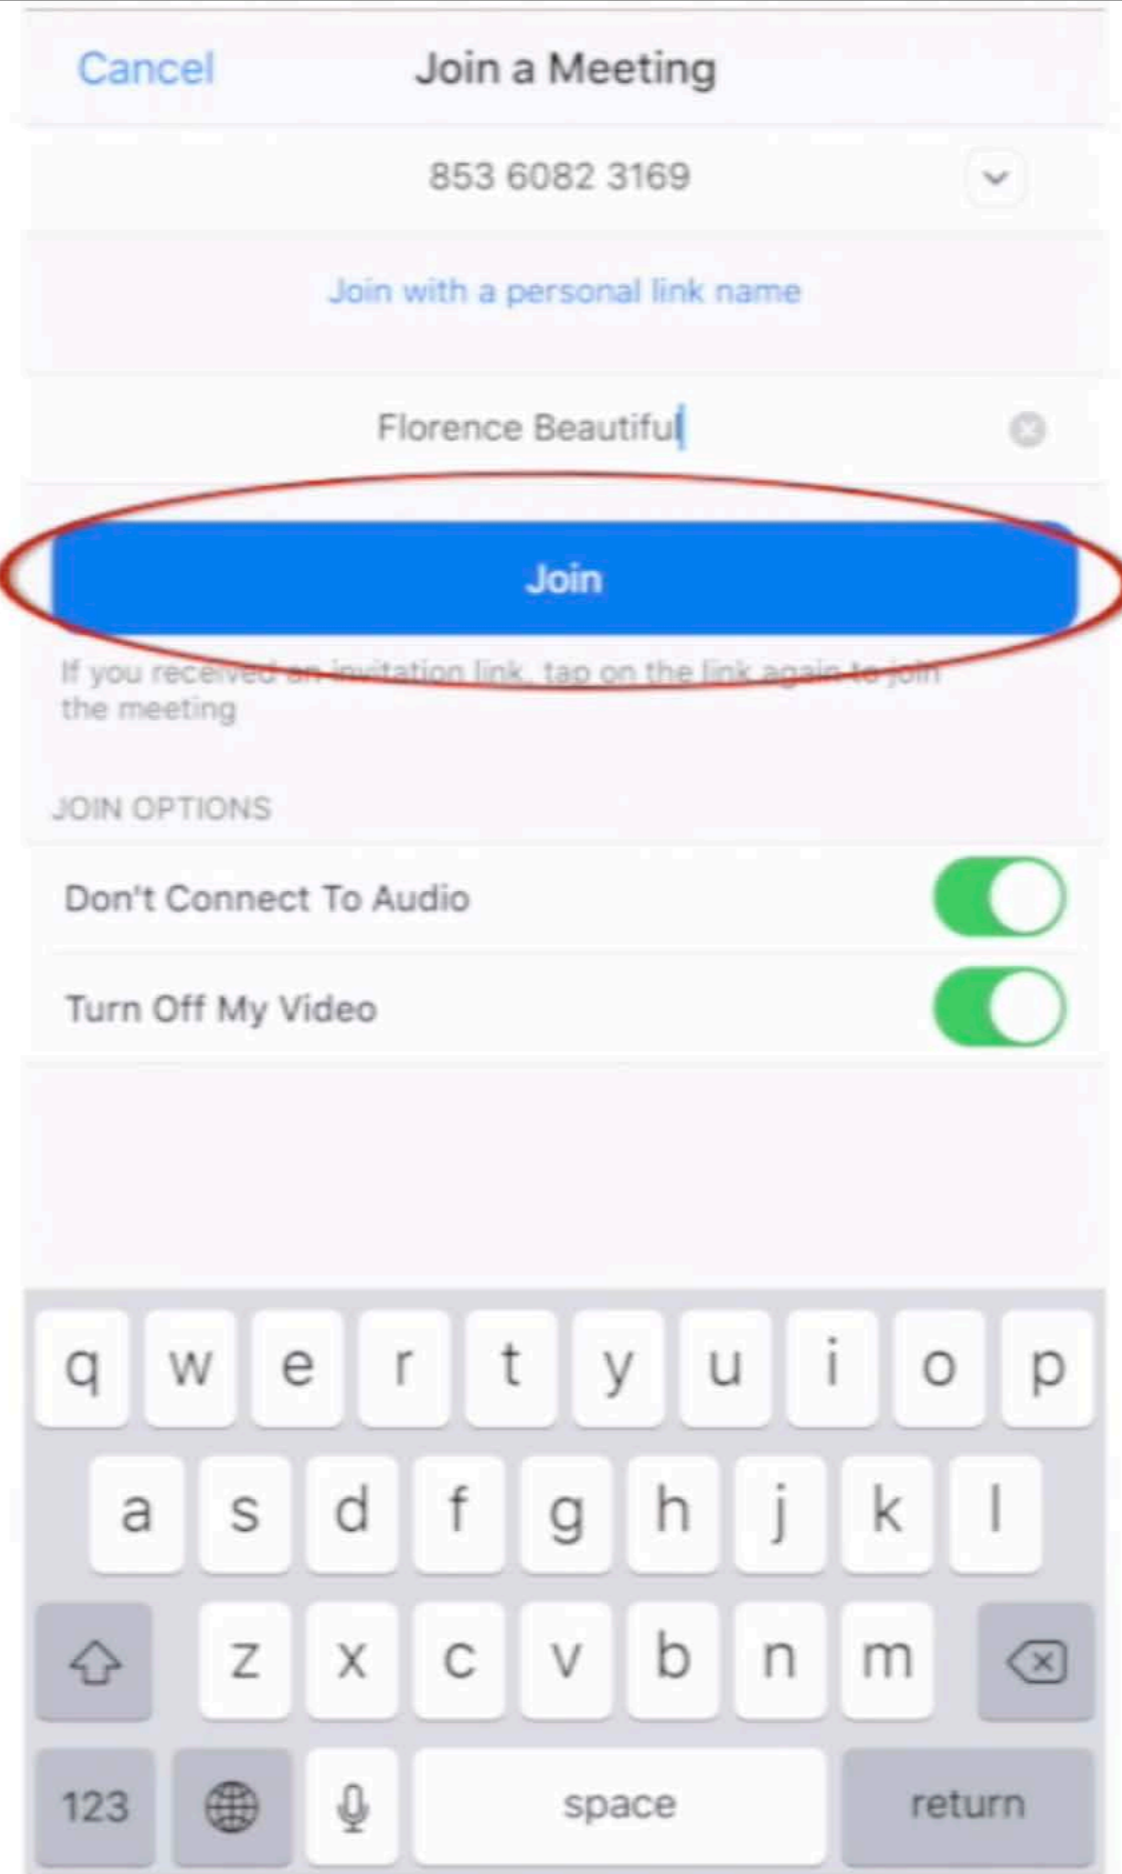 Cancel Join a Meeting
853 6082 3169
Join with a personal link name
Florence Beautiful
Join
If you received an invitation link, tap on the link again to join
the meeting
JOIN OPTIONS
Don't Connect To Audio
Turn Off My Video
q w e r t y u i o p
a s d f g h j k l
z x c v b n m
123 space return